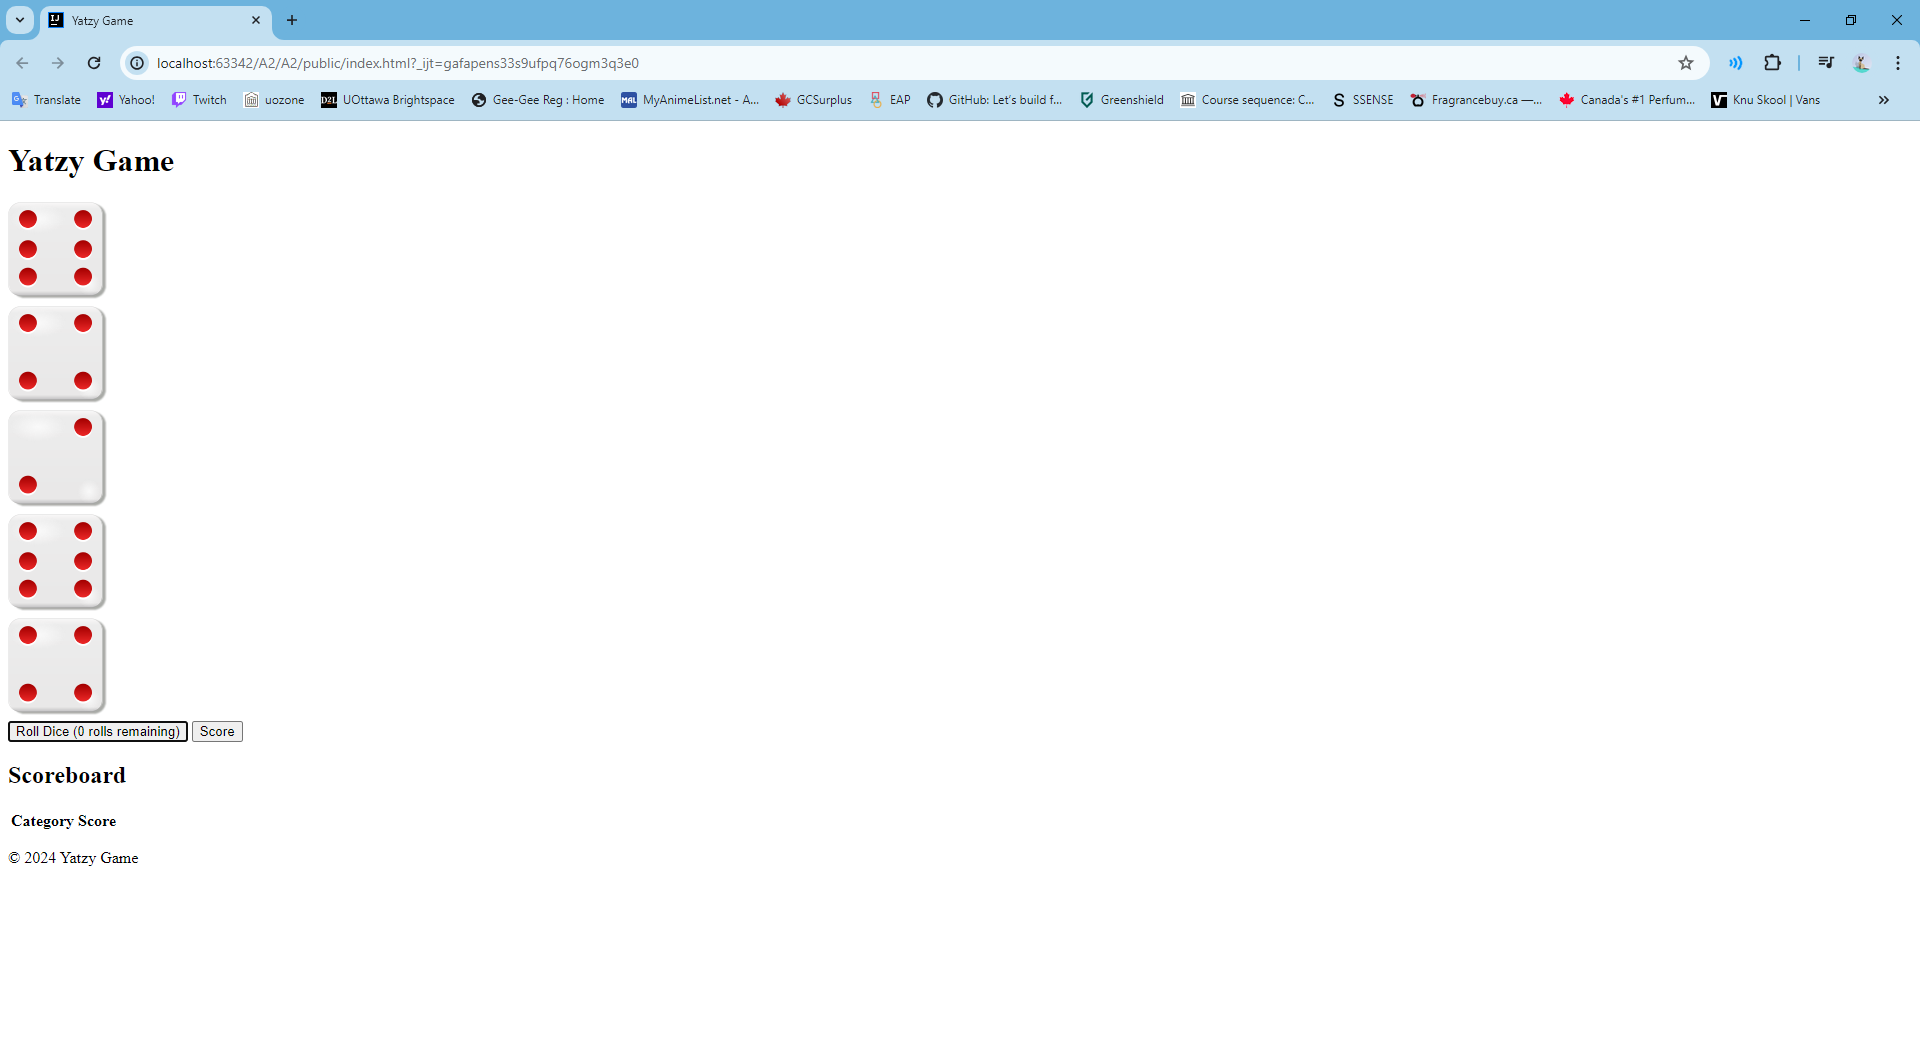 Yatzy Game
localhost:63342/A2/A2/public/index.html?_ijt=gafapens33s9ufpq76ogm3q3e0
Translate Yahoo! Twitch uozone D2L UOttawa Brightspace Gee-Gee Reg : Home MAL MyAnimeList.net - A... GCSurplus EAP GitHub: Let's build f... Greenshield Course sequence: C... S SSENSE Fragrancebuy.ca —... Canada's #1 Perfum... Knu Skool | Vans
Yatzy Game
Roll Dice (0 rolls remaining) Score
Scoreboard
Category Score
© 2024 Yatzy Game